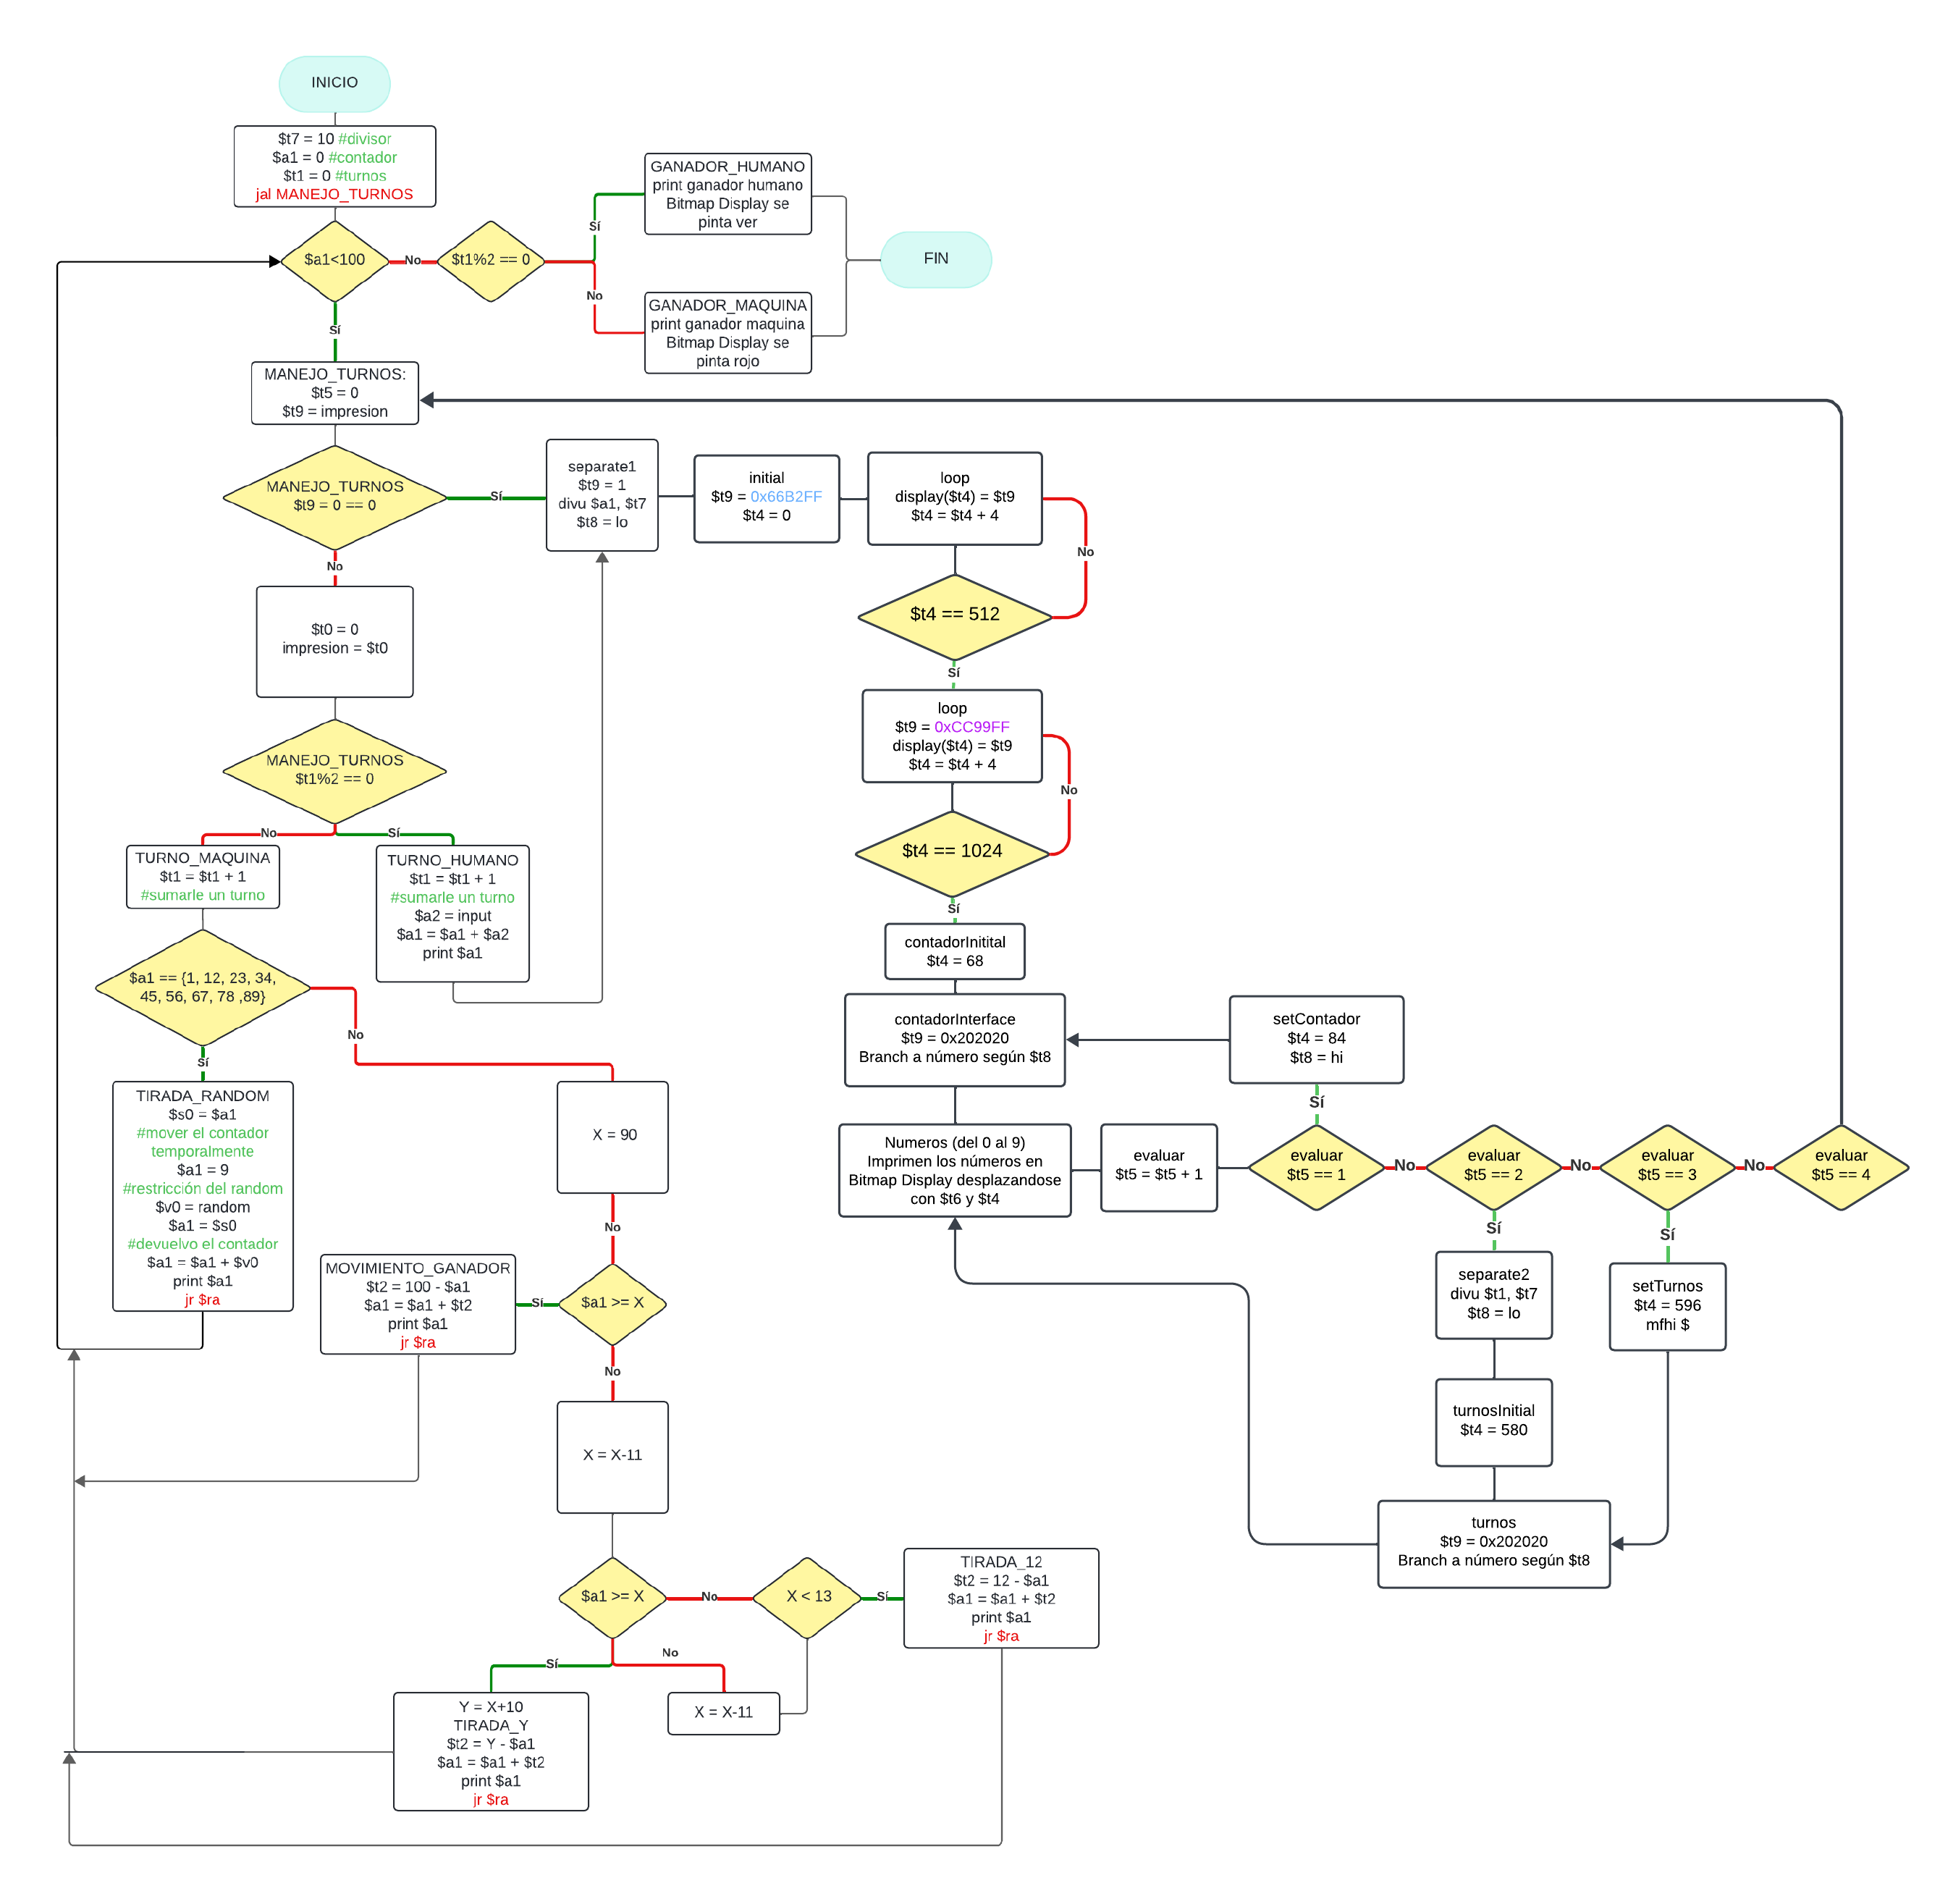 INICIO
$t7 = 10 #divisor
$a1 = 0 #contador
$t1 = 0 #turnos
jal MANEJO_TURNOS
$a1<100
No
$t1%2 == 0
Sí
No
GANADOR_HUMANO
print ganador humano
Bitmap Display se
pinta ver
GANADOR_MAQUINA
print ganador maquina
Bitmap Display se
pinta rojo
FIN
Sí
MANEJO_TURNOS:
$t5 = 0
$t9 = impresion
MANEJO_TURNOS
$t9 = 0 == 0
Sí
separate1
$t9 = 1
divu $a1, $t7
$t8 = lo
initial
$t9 = 0x66B2FF
$t4 = 0
loop
display($t4) = $t9
$t4 = $t4 + 4
No
$t4 == 512
Sí
loop
$t9 = 0xCC99FF
display($t4) = $t9
$t4 = $t4 + 4
No
$t4 == 1024
Sí
contadorInitital
$t4 = 68
contadorInterface
$t9 = 0x202020
Branch a número según $t8
setContador
$t4 = 84
$t8 = hi
Sí
Numeros (del 0 al 9)
Imprimen los números en
Bitmap Display desplazandose
con $t6 y $t4
evaluar
$t5 = $t5 + 1
evaluar
$t5 == 1
No
evaluar
$t5 == 2
No
evaluar
$t5 == 3
No
evaluar
$t5 == 4
Sí
separate2
divu $t1, $t7
$t8 = lo
Sí
setTurnos
$t4 = 596
mfhi $
turnosInitial
$t4 = 580
turnos
$t9 = 0x202020
Branch a número según $t8
No
$t0 = 0
impresion = $t0
MANEJO_TURNOS
$t1%2 == 0
No
Sí
TURNO_MAQUINA
$t1 = $t1 + 1
#sumarle un turno
TURNO_HUMANO
$t1 = $t1 + 1
#sumarle un turno
$a2 = input
$a1 = $a1 + $a2
print $a1
$a1 == {1, 12, 23, 34,
45, 56, 67, 78 ,89}
No
Sí
TIRADA_RANDOM
$s0 = $a1
#mover el contador
temporalmente
$a1 = 9
#restricción del random
$v0 = random
$a1 = $s0
#devuelvo el contador
$a1 = $a1 + $v0
print $a1
jr $ra
X = 90
No
$a1 >= X
Sí
MOVIMIENTO_GANADOR
$t2 = 100 - $a1
$a1 = $a1 + $t2
print $a1
jr $ra
No
X = X-11
$a1 >= X
No
X < 13
Sí
TIRADA_12
$t2 = 12 - $a1
$a1 = $a1 + $t2
print $a1
jr $ra
Sí
No
X = X-11
Y = X+10
TIRADA_Y
$t2 = Y - $a1
$a1 = $a1 + $t2
print $a1
jr $ra